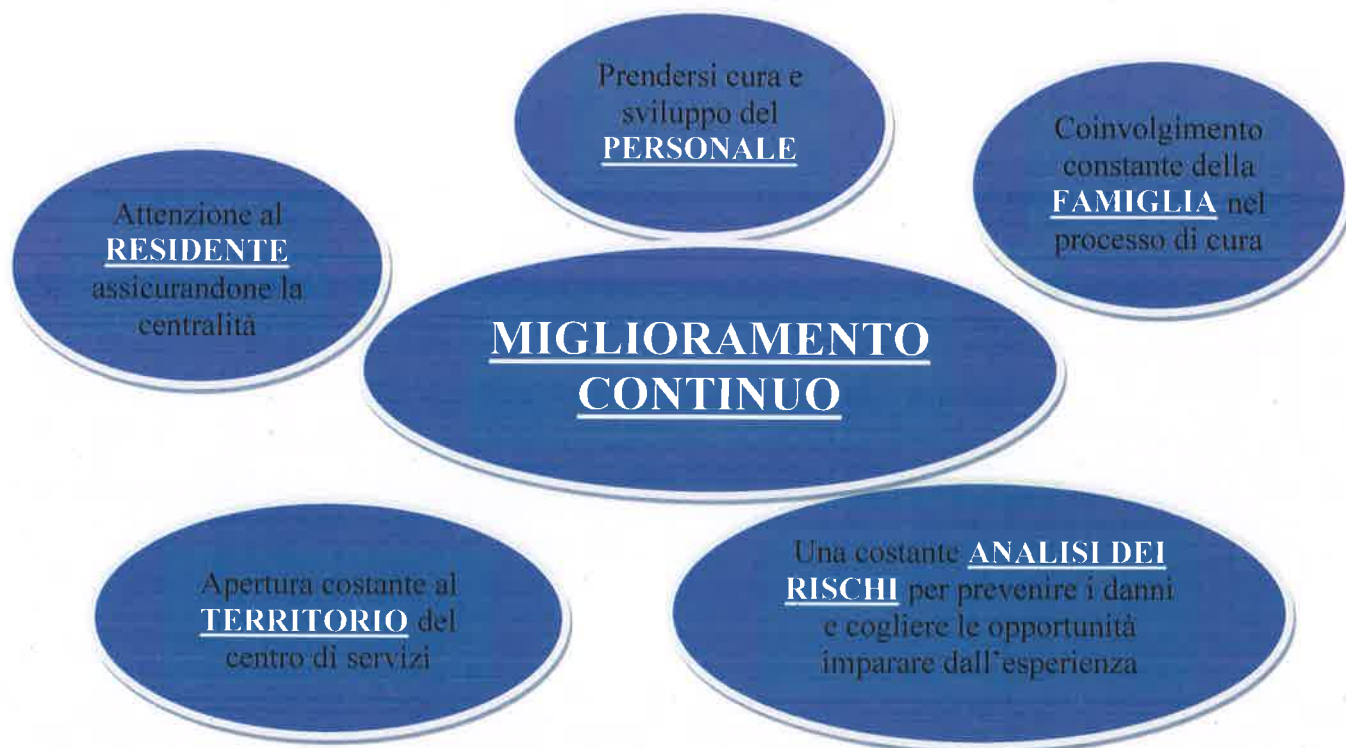 Prendersi cura e
sviluppo del
PERSONALE
Coinvolgimento
constante della
FAMIGLIA nel
processo di cura
Attenzione al
RESIDENTE
assicurandone la
centralità
MIGLIORAMENTO
CONTINUO
Apertura costante al
TERRITORIO del
centro di servizi
Una costante ANALISI DEI
RISCHI per prevenire i danni
e cogliere le opportunità
imparare dall'esperienza